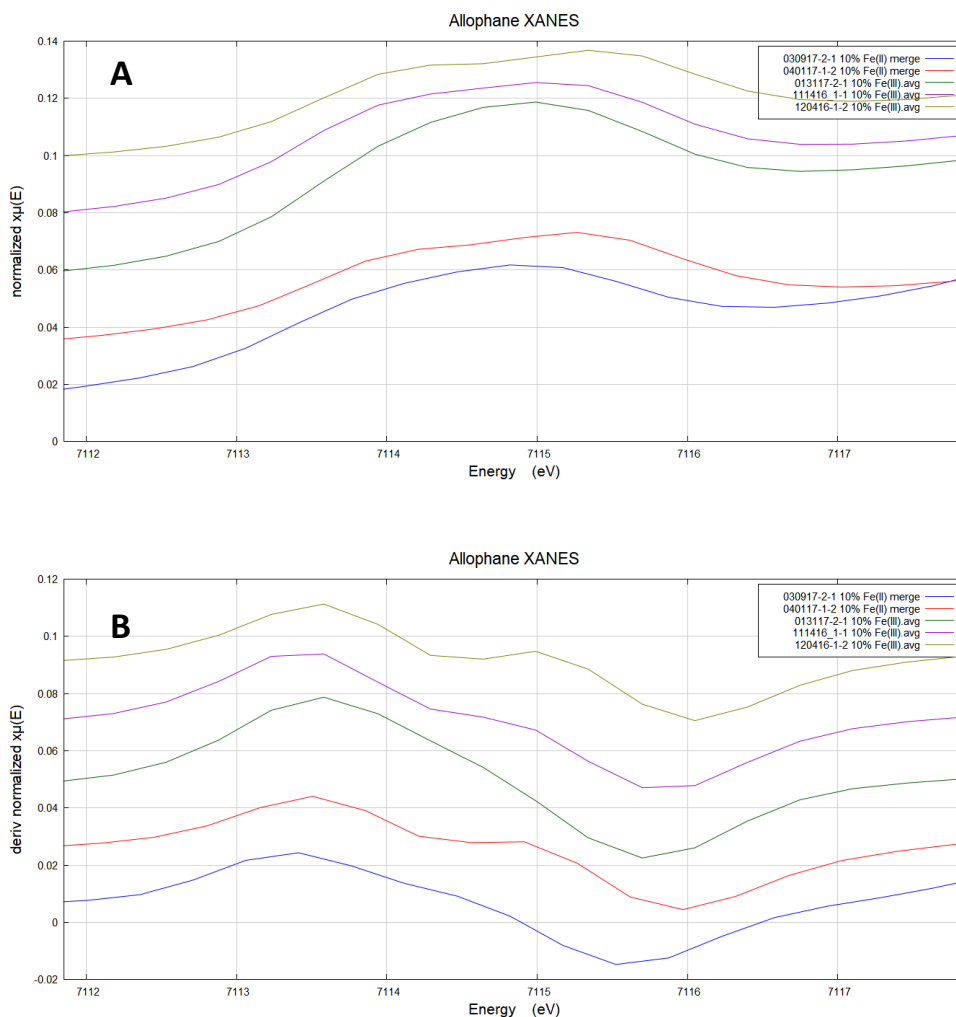 Allophane XANES
A
030917-2-1 10% Fe(II) merge
040117-1-2 10% Fe(II) merge
013117-2-1 10% Fe(III).avg
111416_1-1 10% Fe(III).avg
120416-1-2 10% Fe(III).avg
0.14
0.12
0.1
0.08
0.06
0.04
0.02
0
normalized xμ(E)
7112 7113 7114 7115 7116 7117
Energy (eV)
Allophane XANES
B
030917-2-1 10% Fe(II) merge
040117-1-2 10% Fe(II) merge
013117-2-1 10% Fe(III).avg
111416_1-1 10% Fe(III).avg
120416-1-2 10% Fe(III).avg
0.12
0.1
0.08
0.06
0.04
0.02
0
-0.02
deriv normalized xμ(E)
7112 7113 7114 7115 7116 7117
Energy (eV)